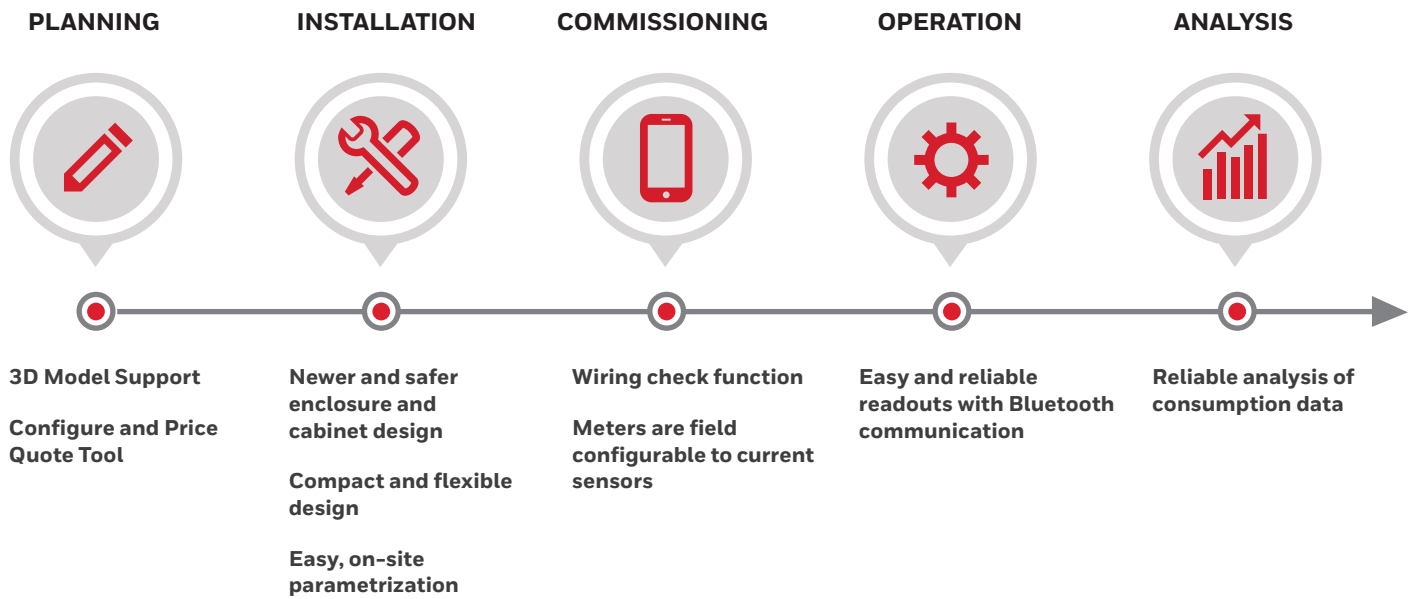 PLANNING
INSTALLATION
COMMISSIONING
OPERATION
ANALYSIS
3D Model Support
Configure and Price
Quote Tool
Newer and safer
enclosure and
cabinet design
Compact and flexible
design
Easy, on-site
parametrization
Wiring check function
Meters are field
configurable to current
sensors
Easy and reliable
readouts with Bluetooth
communication
Reliable analysis of
consumption data